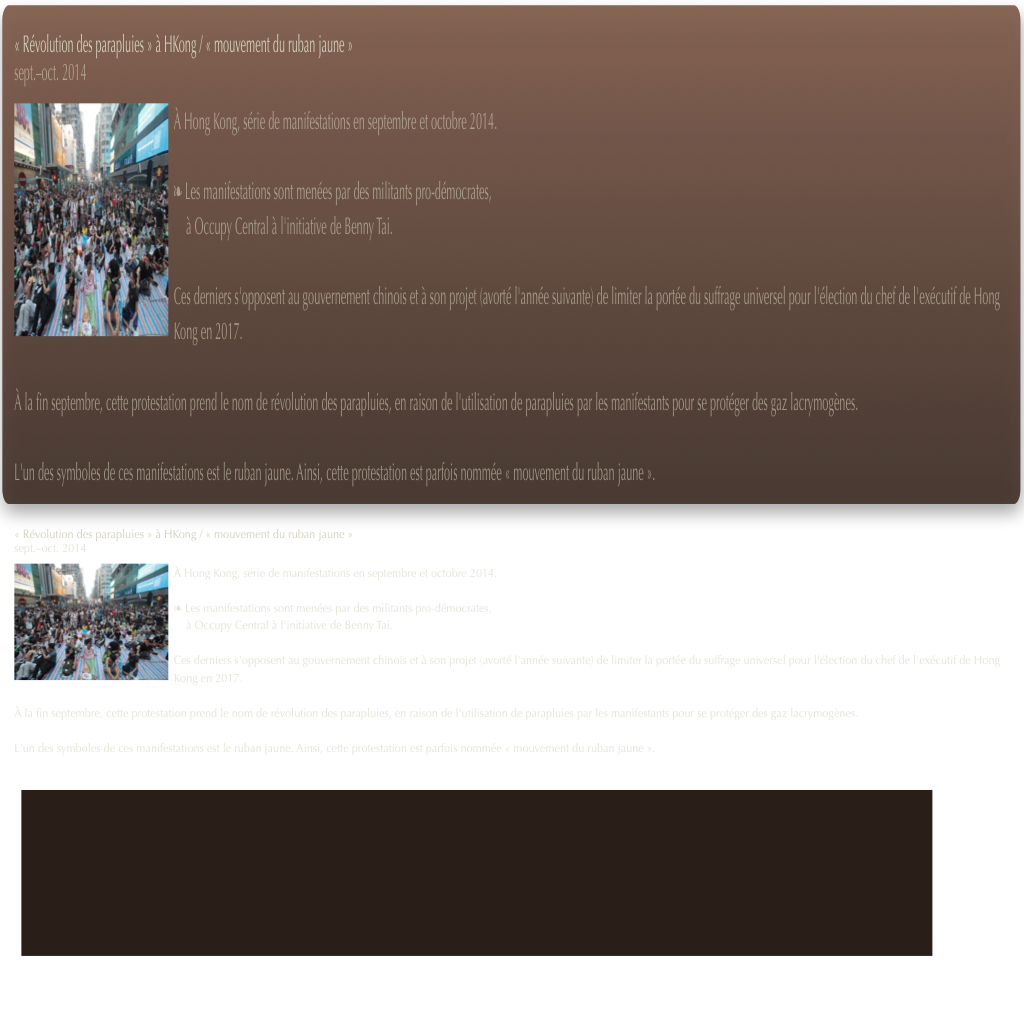 « Révolution des parapluies » à HKong / « mouvement du ruban jaune »
sept.–oct. 2014
À Hong Kong, série de manifestations en septembre et octobre 2014.
❧ Les manifestations sont menées par des militants pro-démocrates,
à Occupy Central à l'initiative de Benny Tai.
Ces derniers s'opposent au gouvernement chinois et à son projet (avorté l'année suivante) de limiter la portée du suffrage universel pour l'élection du chef de l'exécutif de Hong
Kong en 2017.
À la fin septembre, cette protestation prend le nom de révolution des parapluies, en raison de l'utilisation de parapluies par les manifestants pour se protéger des gaz lacrymogènes.
L'un des symboles de ces manifestations est le ruban jaune. Ainsi, cette protestation est parfois nommée « mouvement du ruban jaune ».
« Révolution des parapluies » à HKong / « mouvement du ruban jaune »
sept.–oct. 2014
À Hong Kong, série de manifestations en septembre et octobre 2014.
❧ Les manifestations sont menées par des militants pro-démocrates,
à Occupy Central à l'initiative de Benny Tai.
Ces derniers s'opposent au gouvernement chinois et à son projet (avorté l'année suivante) de limiter la portée du suffrage universel pour l'élection du chef de l'exécutif de Hong
Kong en 2017.
À la fin septembre, cette protestation prend le nom de révolution des parapluies, en raison de l'utilisation de parapluies par les manifestants pour se protéger des gaz lacrymogènes.
L'un des symboles de ces manifestations est le ruban jaune. Ainsi, cette protestation est parfois nommée « mouvement du ruban jaune ».